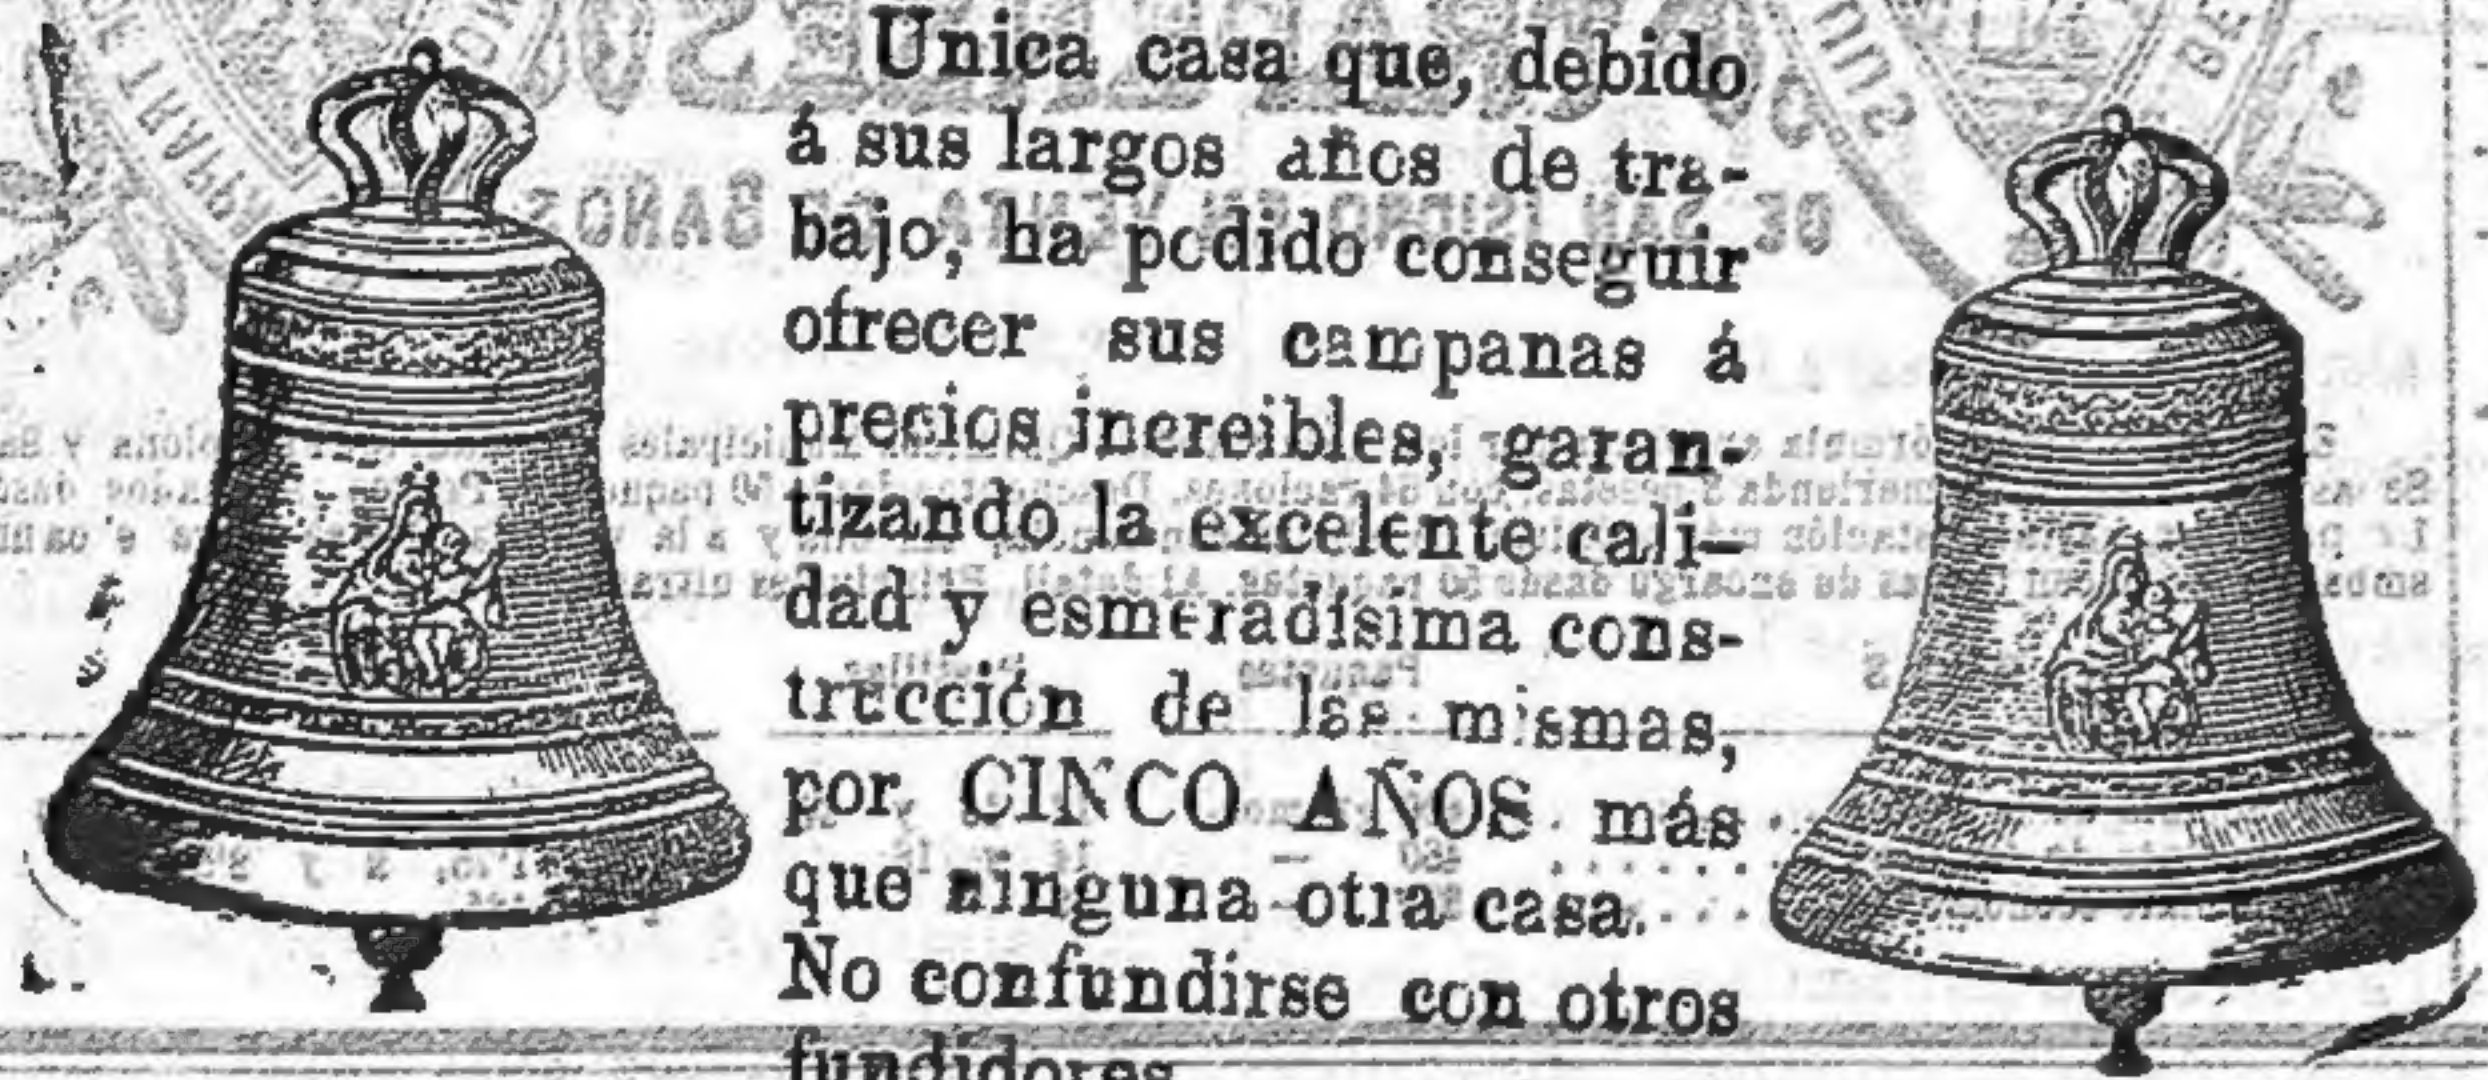 Unica casa que, debido
á sus largos años de tra-
bajo, ha podido conseguir
ofrecer sus campanas á
precios increibles, garan-
tizando la excelente cali-
dad y esmeradísima cons-
trucción de las mismas,
por CINCO AÑOS más
que ninguna otra casa.
No confundirse con otros
fundidores